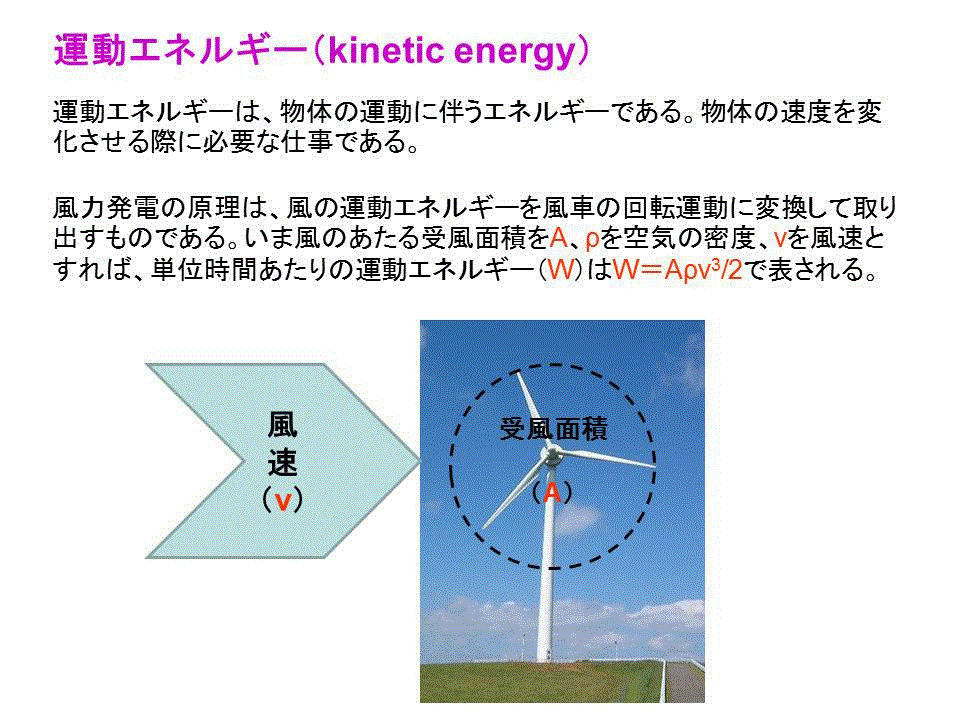 運動エネルギー（kinetic energy）
運動エネルギーは、物体の運動に伴うエネルギーである。物体の速度を変
化させる際に必要な仕事である。
風力発電の原理は、風の運動エネルギーを風車の回転運動に変換して取り
出すものである。いま風のあたる受風面積をA、ρを空気の密度、vを風速と
すれば、単位時間あたりの運動エネルギー（W）はW＝Aρv³/2で表される。
風
速
（v）
受風面積
（A）